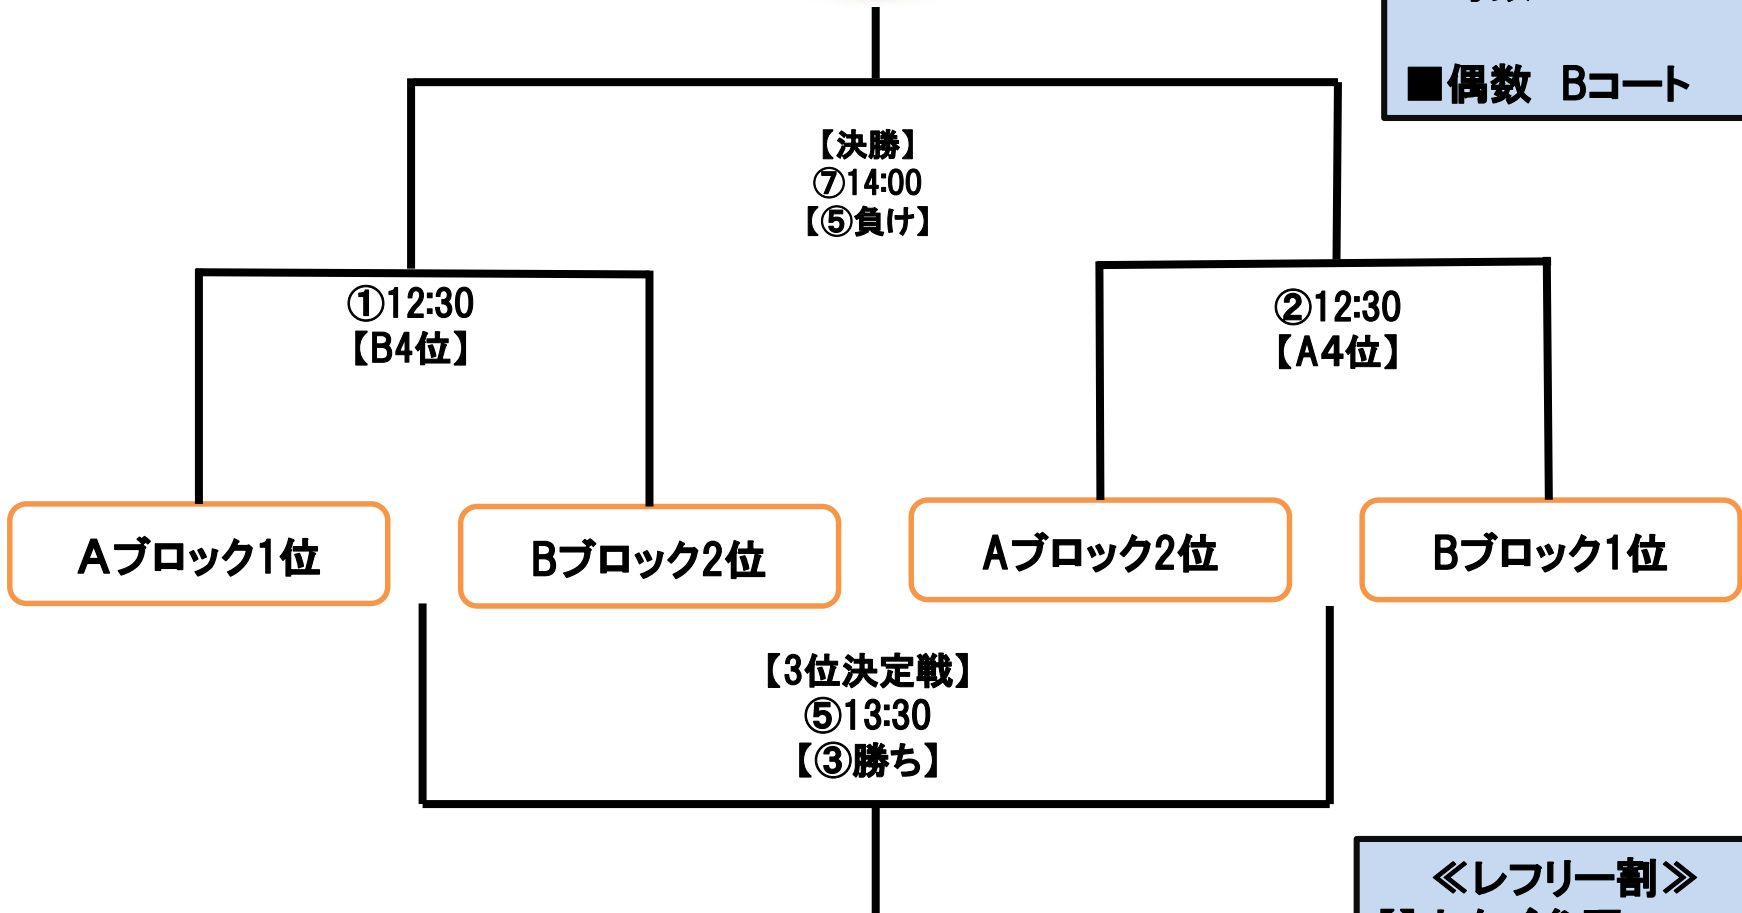 ■偶数　Bコート
【決勝】
⑦14:00
【⑤負け】
①12:30
【B4位】
②12:30
【A4位】
Aブロック1位
Bブロック2位
Aブロック2位
Bブロック1位
【3位決定戦】
⑤13:30
【③勝ち】
≪レフリー割≫